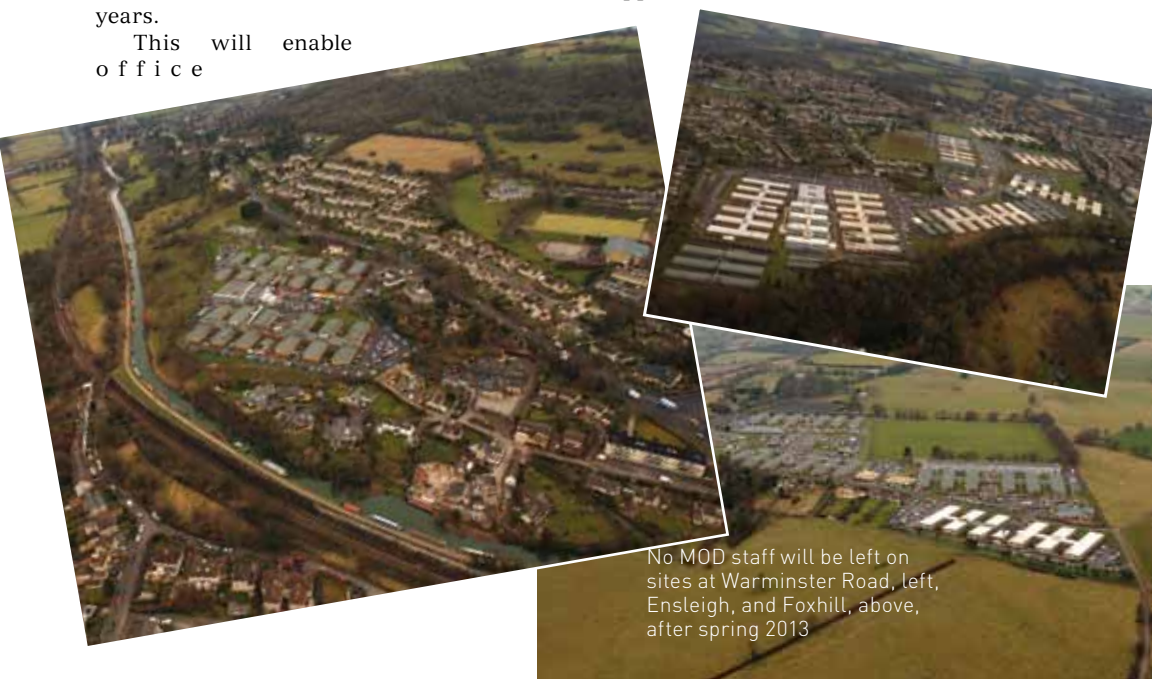 years.
This will enable
office
No MOD staff will be left on
sites at Warminster Road, left,
Ensleigh, and Foxhill, above,
after spring 2013